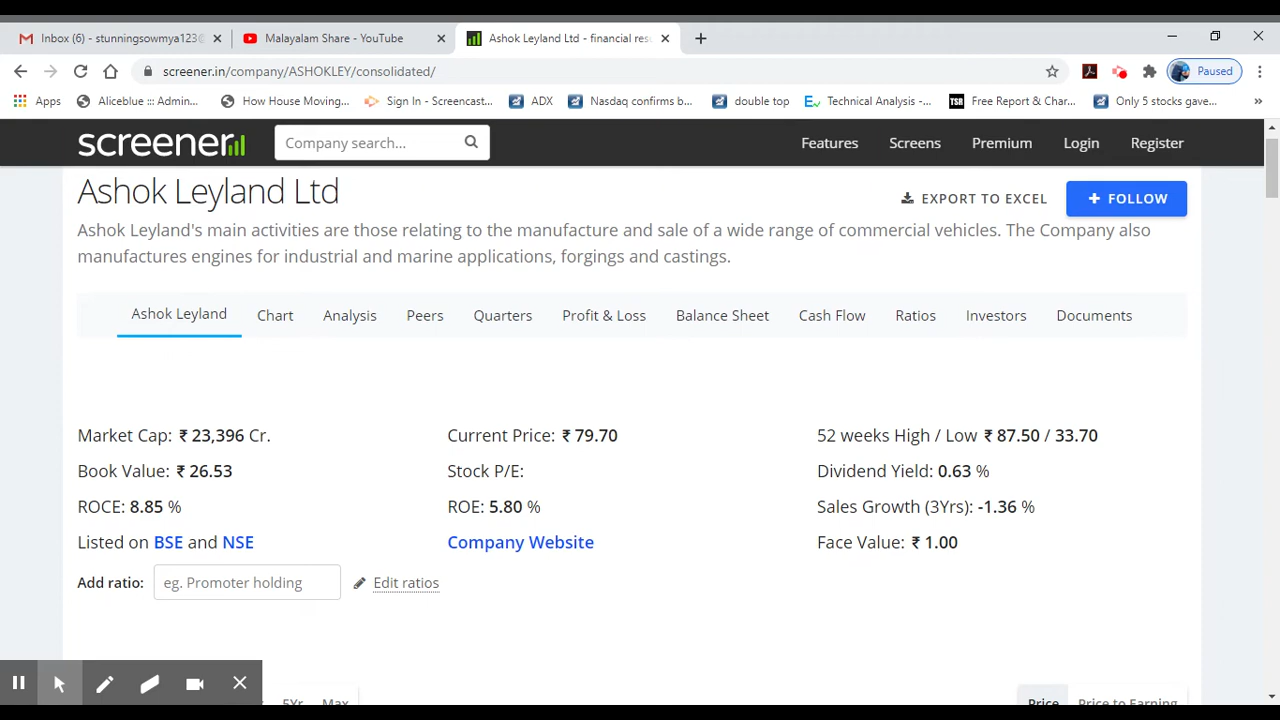 Inbox (6) - stunningsowmya123@
Malayalam Share - YouTube
Ashok Leyland Ltd - financial resu
screener.in/company/ASHOKLEY/consolidated/
Paused
Apps
Aliceblue ::: Admin...
How House Moving...
Sign In - Screencast...
ADX
Nasdaq confirms b...
double top
Technical Analysis -...
TSR
Free Report & Char...
Only 5 stocks gave...
screener
Company search...
Features
Screens
Premium
Login
Register
Ashok Leyland Ltd
EXPORT TO EXCEL
+ FOLLOW
Ashok Leyland's main activities are those relating to the manufacture and sale of a wide range of commercial vehicles. The Company also
manufactures engines for industrial and marine applications, forgings and castings.
Ashok Leyland
Chart
Analysis
Peers
Quarters
Profit & Loss
Balance Sheet
Cash Flow
Ratios
Investors
Documents
Market Cap: ₹ 23,396 Cr.
Current Price: ₹ 79.70
52 weeks High / Low ₹ 87.50 / 33.70
Book Value: ₹ 26.53
Stock P/E:
Dividend Yield: 0.63 %
ROCE: 8.85 %
ROE: 5.80 %
Sales Growth (3Yrs): -1.36 %
Listed on BSE and NSE
Company Website
Face Value: ₹ 1.00
Add ratio: eg. Promoter holding
Edit ratios
5Yr
Max
Price
Price to Earning